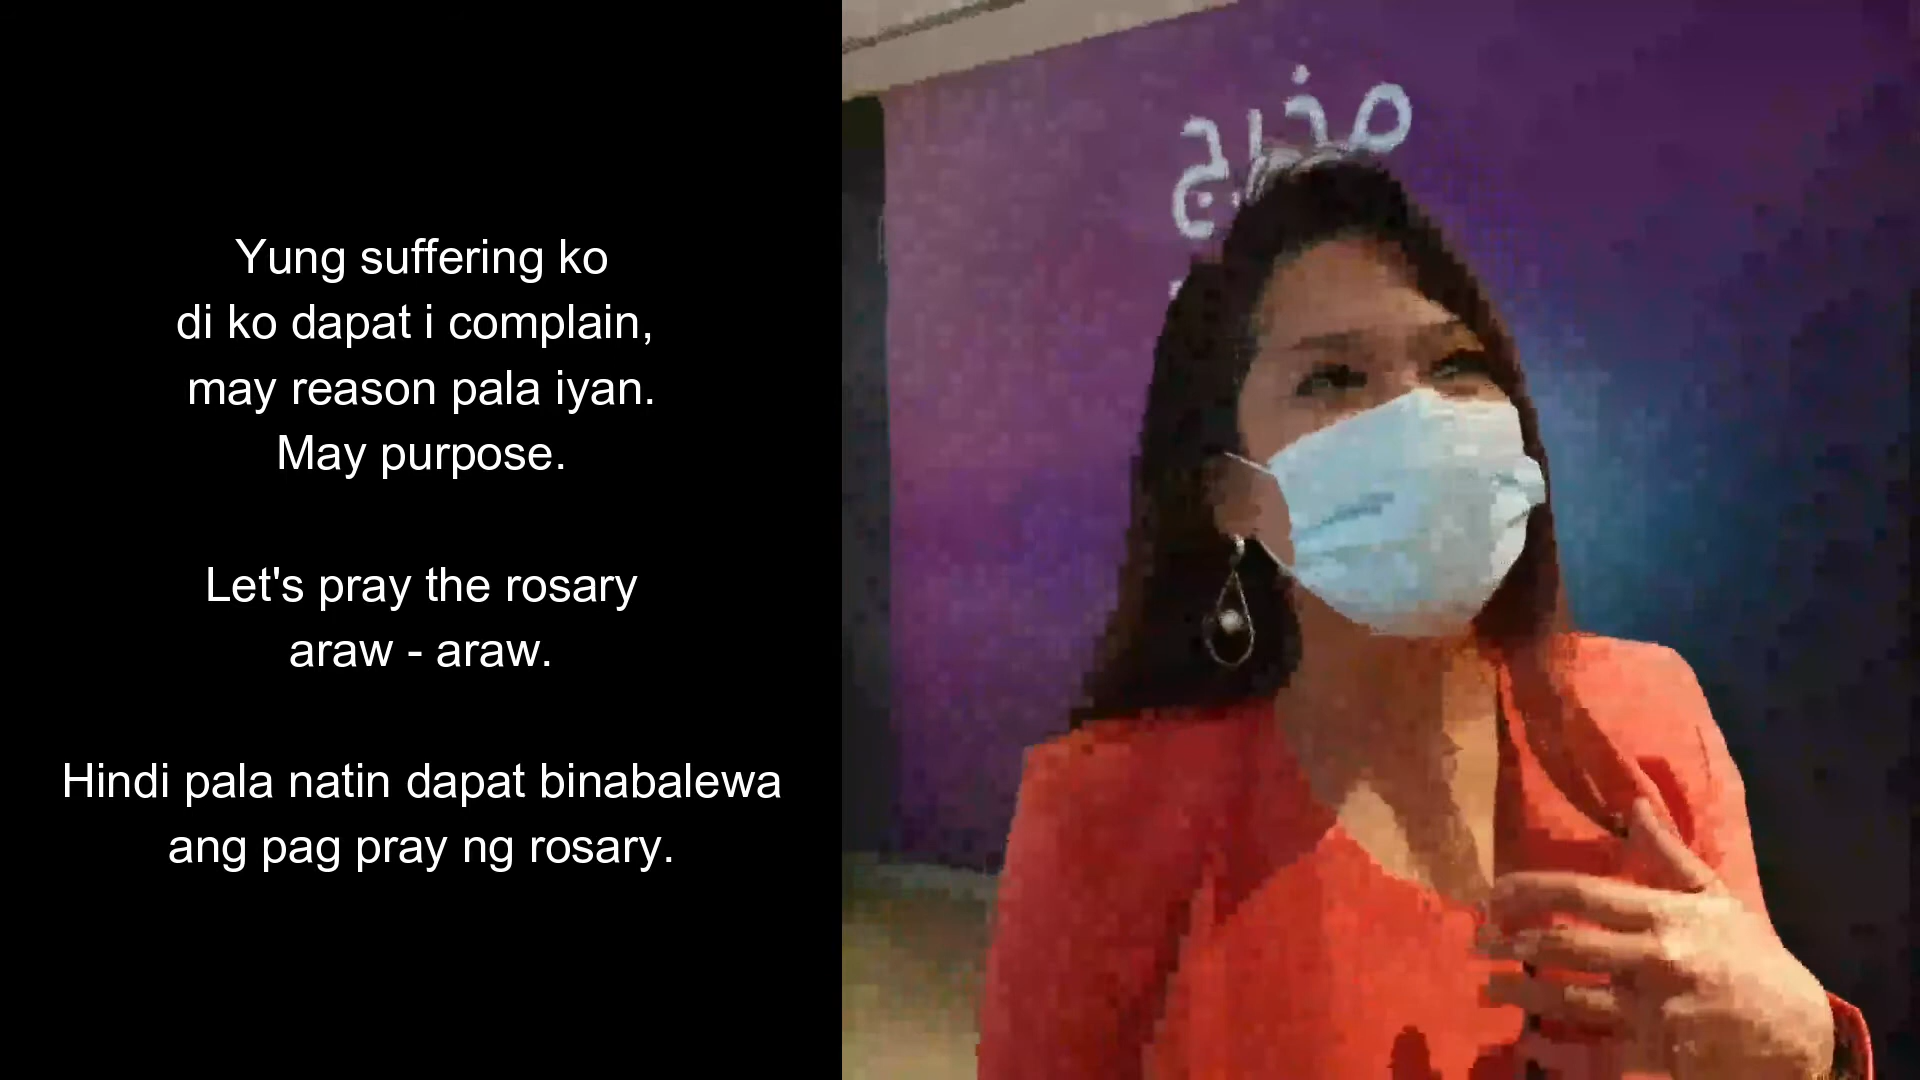 Yung suffering ko
di ko dapat i complain,
may reason pala iyan.
May purpose.
Let's pray the rosary
araw - araw.
Hindi pala natin dapat binabalewa
ang pag pray ng rosary.